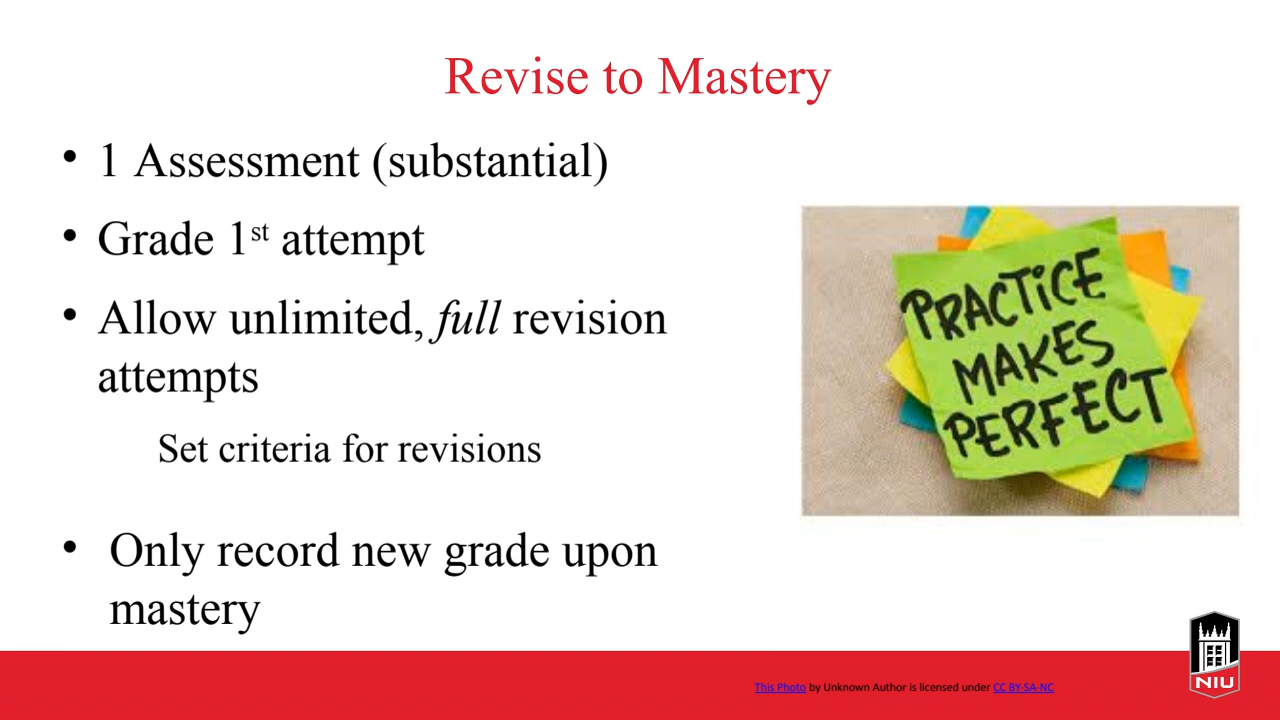 Revise to Mastery
• 1 Assessment (substantial)
• Grade 1st attempt
• Allow unlimited, full revision
attempts
Set criteria for revisions
• Only record new grade upon
mastery
PRACTICE
MAKES
PERFECT
NIU
This Photo by Unknown Author is licensed under CC BY-SA-NC